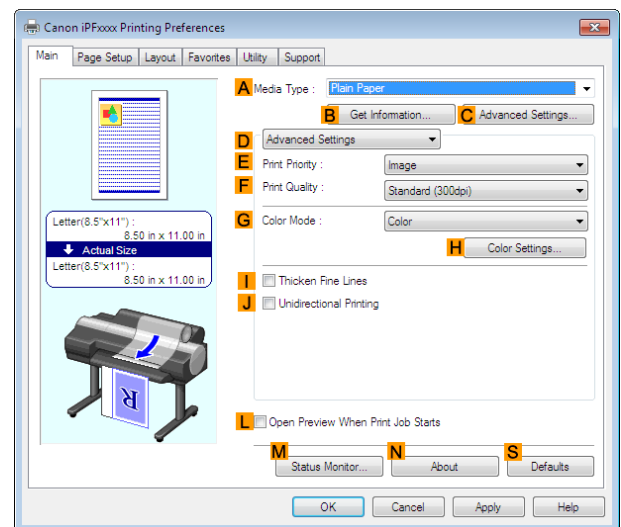 Canon iPFxxxx Printing Preferences
Main Page Setup Layout Favorites Utility Support
A Media Type : Plain Paper
B Get Information... C Advanced Settings...
D Advanced Settings
E Print Priority : Image
F Print Quality : Standard (300dpi)
G Color Mode : Color
H Color Settings...
I Thicken Fine Lines
J Unidirectional Printing
Letter(8.5"x11") :
8.50 in x 11.00 in
Actual Size
Letter(8.5"x11") :
8.50 in x 11.00 in
R
L Open Preview When Print Job Starts
M Status Monitor... N About S Defaults
OK Cancel Apply Help